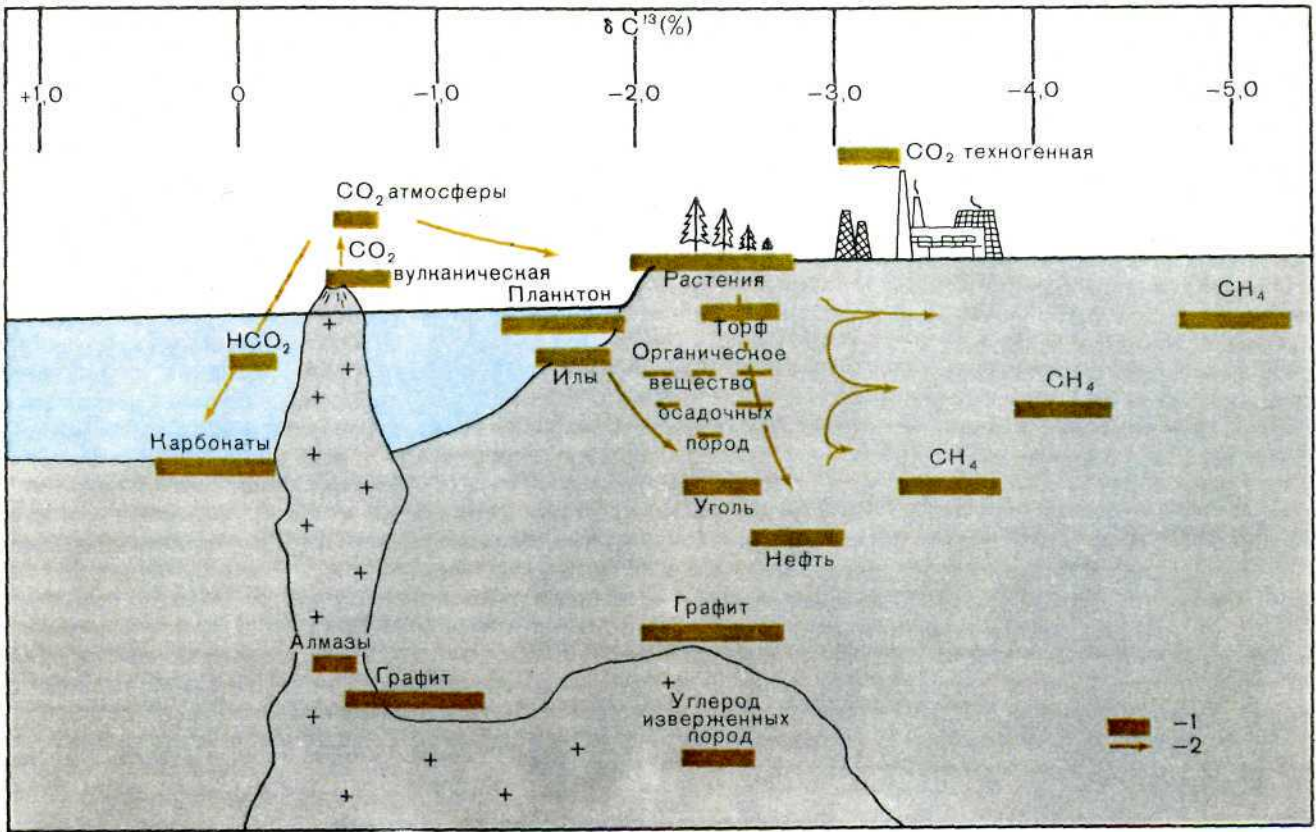 δ C¹³(%)
+1,0 0 -1,0 -2,0 -3,0 -4,0 -5,0
CO₂ техногенная
CO₂ атмосферы
CO₂
вулканическая
Планктон
Растения
CH₄
Торф
HCO₂
Органическое
Илы
вещество
CH₄
осадочных
Карбонаты
пород
CH₄
Уголь
Нефть
Графит
Алмазы
Графит
Углерод
изверженных
пород
-1
-2